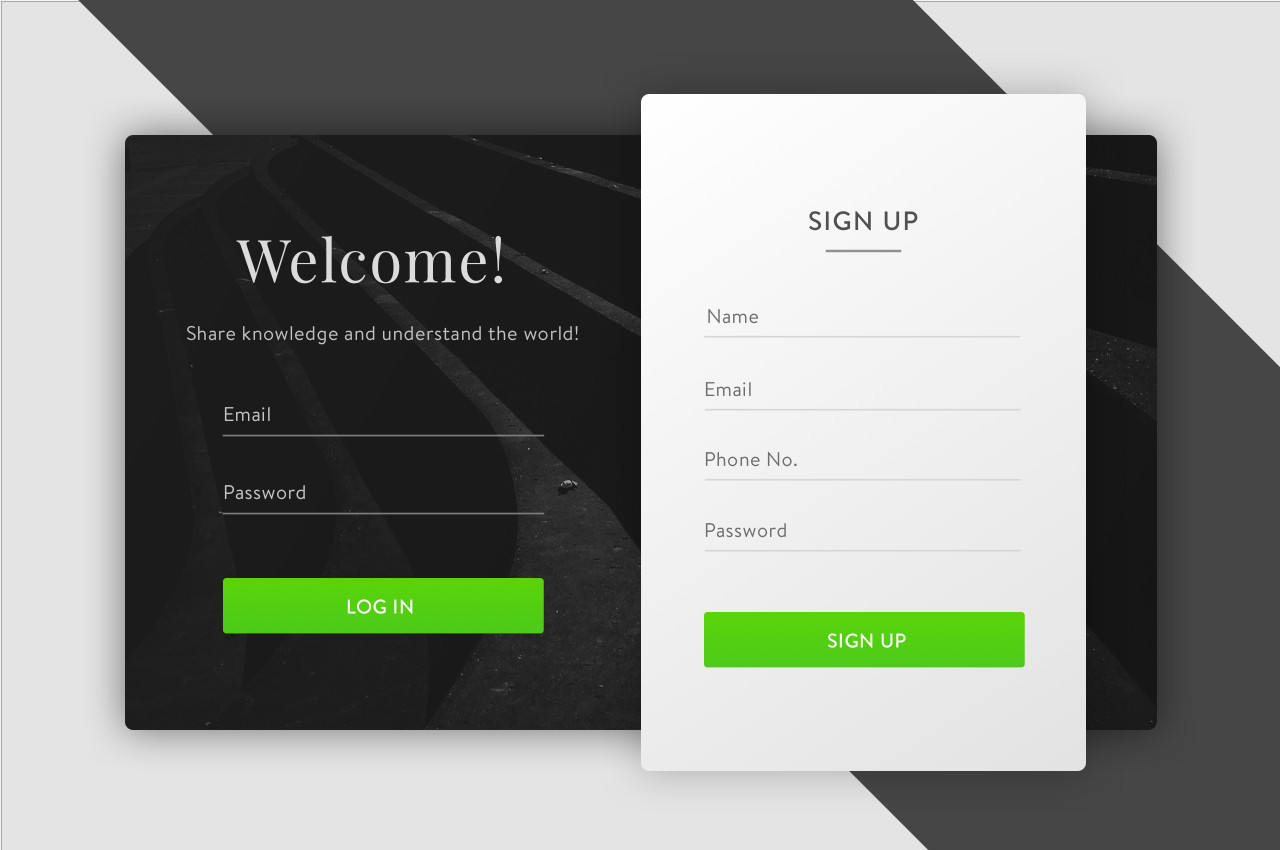 Welcome!
Share knowledge and understand the world!
Email
Password
LOG IN
SIGN UP
Name
Email
Phone No.
Password
SIGN UP